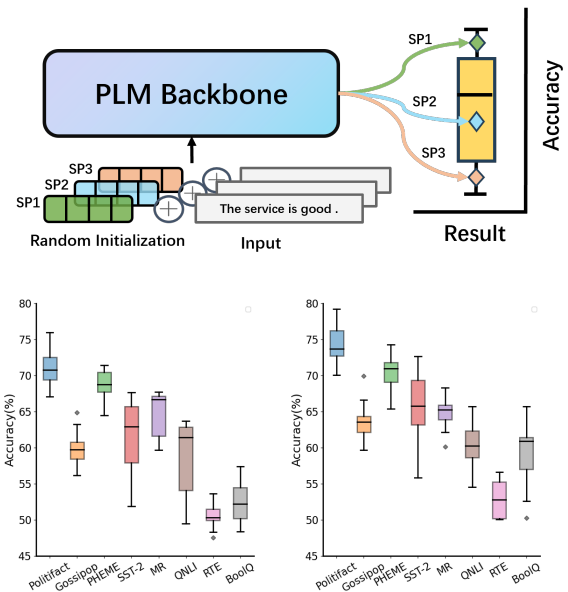 SP1
PLM Backbone
SP2
Accuracy
SP3
SP3
SP2
SP1
The service is good .
Random Initialization
Input
Result
80
75
70
65
60
55
50
45
Accuracy(%)
Politifact
Gossipop
PHEME
SST-2
MR
QNLI
RTE
BoolQ
80
75
70
65
60
55
50
45
Accuracy(%)
Politifact
Gossipop
PHEME
SST-2
MR
QNLI
RTE
BoolQ